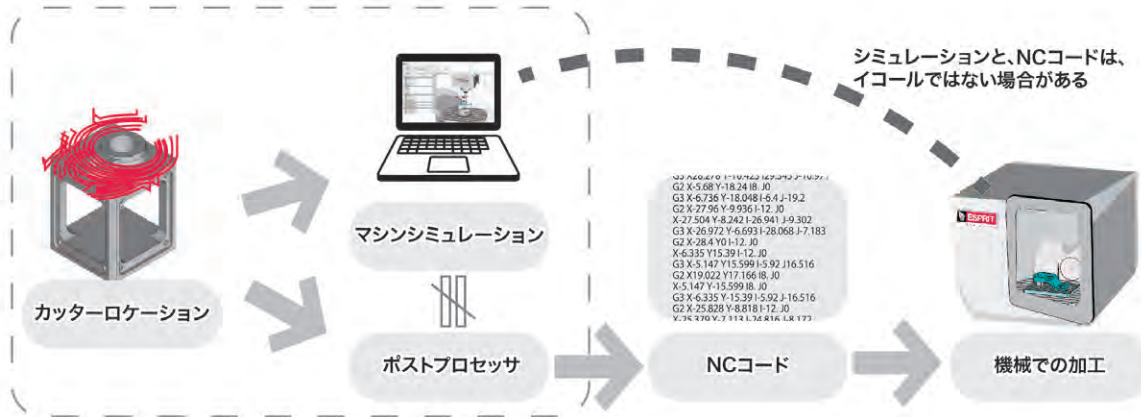 シミュレーションと、NCコードは、
イコールではない場合がある
G2 X-5.68 Y-18.24 I8. J0
G3 X-6.736 Y-18.048 I-6.4 J-19.2
G2 X-27.96 Y-9.936 I-12. J0
X-27.504 Y-8.242 I-26.941 J-9.302
G3 X-26.972 Y-6.693 I-28.068 J-7.183
G2 X-28.4 Y0 I-12. J0
X-6.335 Y15.39 I-12. J0
G3 X-5.147 Y15.599 I-5.92 J16.516
G2 X19.022 Y17.166 I8. J0
X-5.147 Y-15.599 I8. J0
G3 X-6.335 Y-15.39 I-5.92 J-16.516
G2 X-25.828 Y-8.818 I-12. J0
X-25.379 Y-7.113 I-24.816 J-8.172
ESPRIT
マシンシミュレーション
カッターロケーション
ポストプロセッサ
NCコード
機械での加工